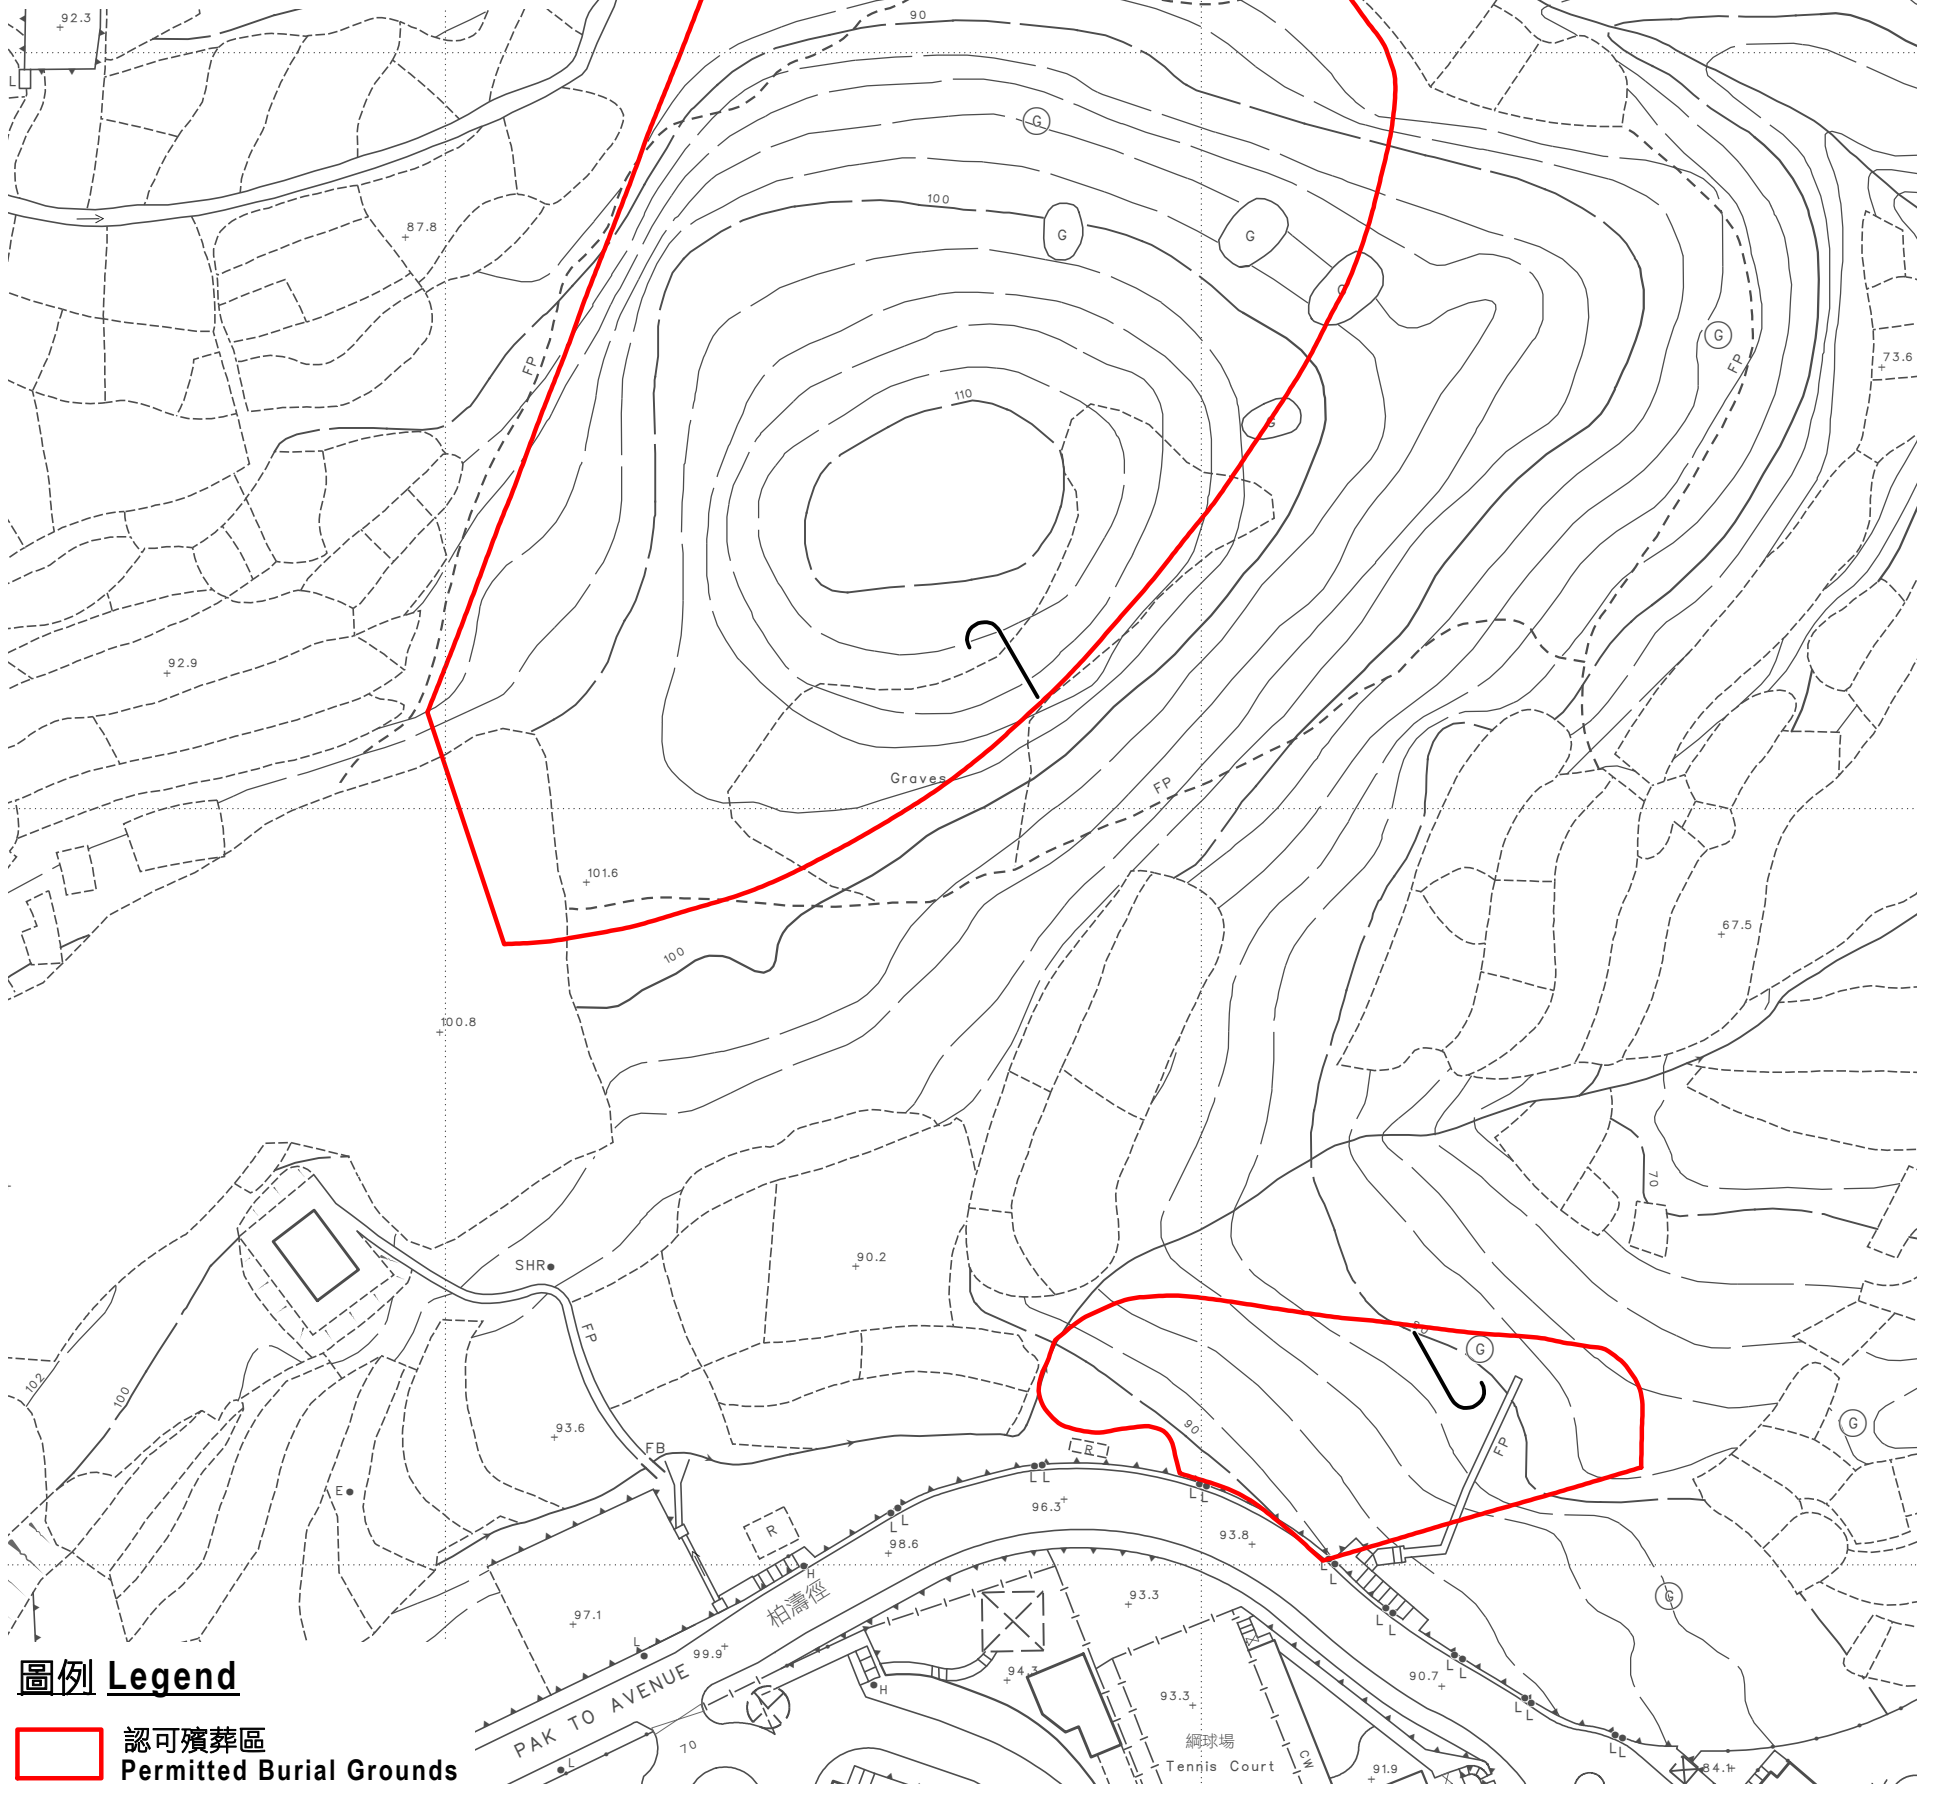 92.3
90
L
G
100
G
G
G
87.8
G
FP
FP
73.6
110
G
92.9
Graves
FP
101.6
67.5
100
100.8
70
SHR
90.2
FP
G
102
100
90
G
93.6
FB
R
FP
E
L L
96.3
L L
R
L L
93.8
98.6
H
L L
G
柏濤徑
97.1
93.3
L L
L
99.9
94.3
L L
90.7
PAK TO AVENUE
H
93.3
L L
圖例 Legend
綱球場
L L
70
CW
Tennis Court
L
91.9
84.1
認可殯葬區
Permitted Burial Grounds